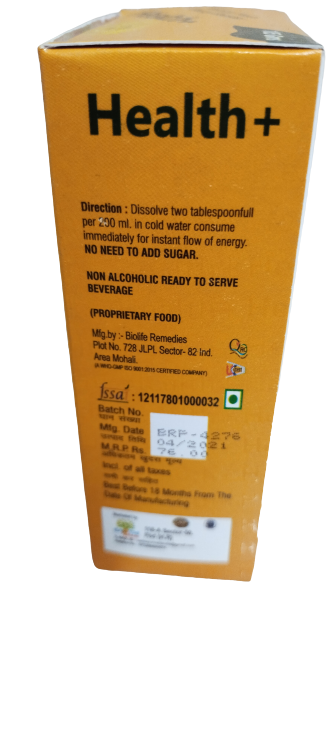 Health+
Direction : Dissolve two tablespoonfull
per 200 ml. in cold water consume
immediately for instant flow of energy.
NO NEED TO ADD SUGAR.
NON ALCOHOLIC READY TO SERVE
BEVERAGE
(PROPRIETARY FOOD)
Mfg.by :- Biolife Remedies
Plot No. 728 JLPL Sector- 82 Ind.
Area Mohali.
(A WHO-GMP ISO 9001:2015 CERTIFIED COMPANY)
fssai : 12117801000032
Batch No. BRP-4276
Mfg. Date 04/2021
M.R.P. Rs. 76.00
Incl. of all taxes
Best Before 18 Months From The
Date Of Manufacturing